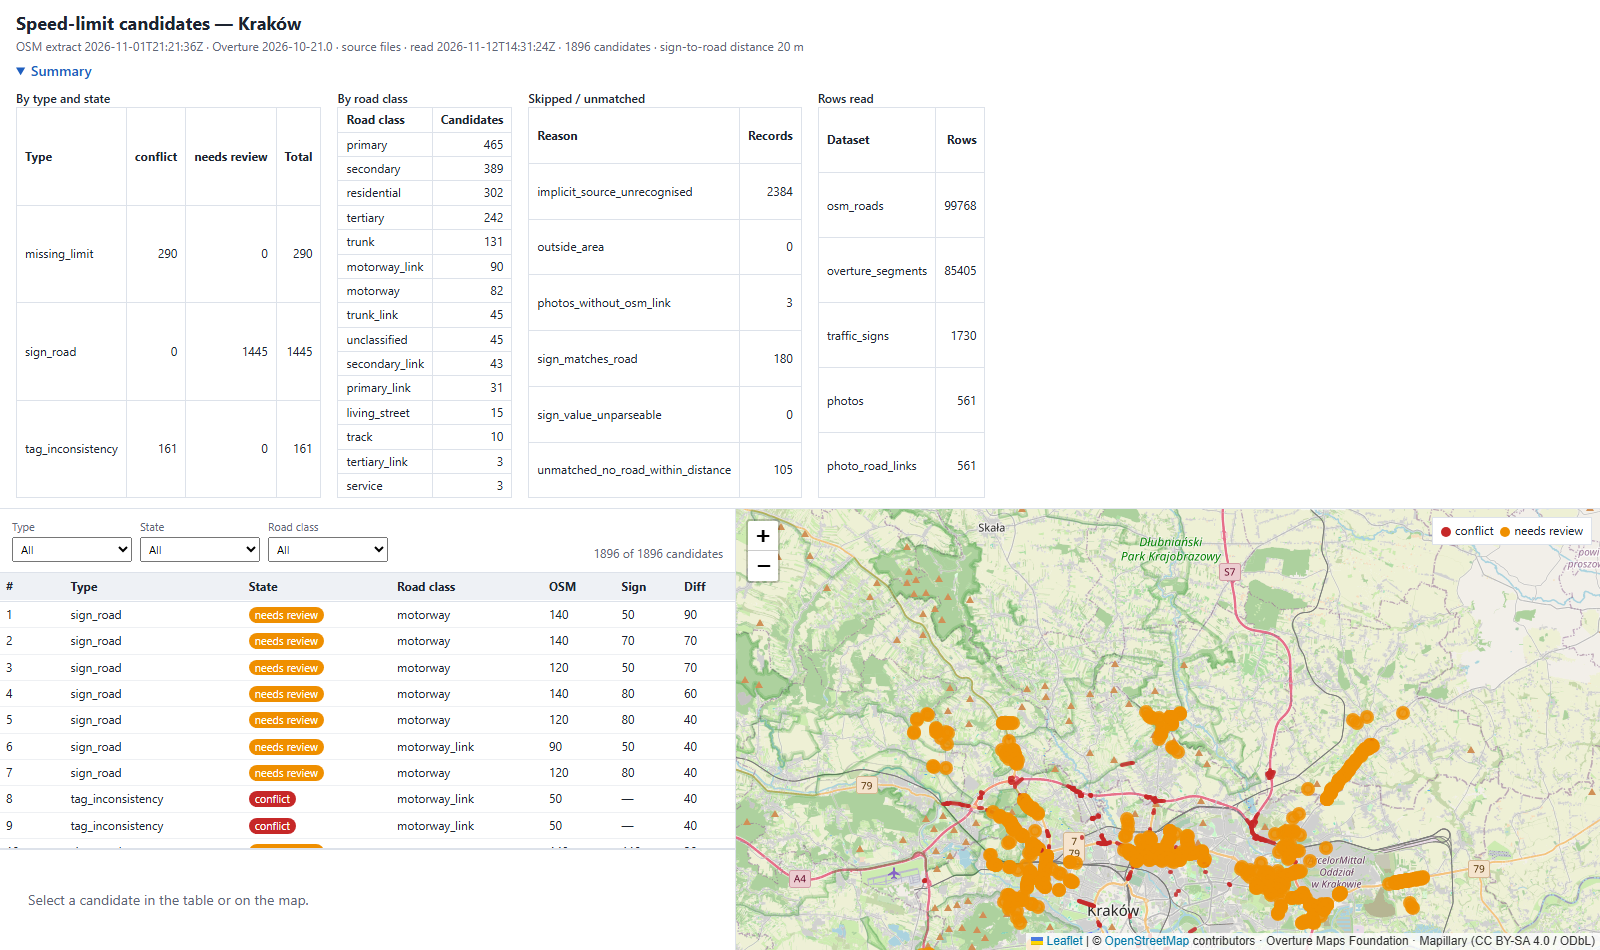 Speed-limit candidates — Kraków
OSM extract 2026-11-01T21:21:36Z · Overture 2026-10-21.0 · source files · read 2026-11-12T14:31:24Z · 1896 candidates · sign-to-road distance 20 m
▼ Summary
By type and state
Type conflict needs review Total
missing_limit 290 0 290
sign_road 0 1445 1445
tag_inconsistency 161 0 161
By road class
Road class Candidates
primary 465
secondary 389
residential 302
tertiary 242
trunk 131
motorway_link 90
motorway 82
trunk_link 45
unclassified 45
secondary_link 43
primary_link 31
living_street 15
track 10
tertiary_link 3
service 3
Skipped / unmatched
Reason Records
implicit_source_unrecognised 2384
outside_area 0
photos_without_osm_link 3
sign_matches_road 180
sign_value_unparseable 0
unmatched_no_road_within_distance 105
Rows read
Dataset Rows
osm_roads 99768
overture_segments 85405
traffic_signs 1730
photos 561
photo_road_links 561
Type State Road class
All All All
1896 of 1896 candidates
# Type State Road class OSM Sign Diff
1 sign_road needs review motorway 140 50 90
2 sign_road needs review motorway 140 70 70
3 sign_road needs review motorway 120 50 70
4 sign_road needs review motorway 140 80 60
5 sign_road needs review motorway 120 80 40
6 sign_road needs review motorway_link 90 50 40
7 sign_road needs review motorway 120 80 40
8 tag_inconsistency conflict motorway_link 50 — 40
9 tag_inconsistency conflict motorway_link 50 — 40
Select a candidate in the table or on the map.
+
−
conflict needs review
Skała
Dłubniański
Park Krajobrazowy
S7
79
7
79
A4
79
Kraków
celorMittal
Oddział
w Krakowie
Leaflet | © OpenStreetMap contributors · Overture Maps Foundation · Mapillary (CC BY-SA 4.0 / ODbL)